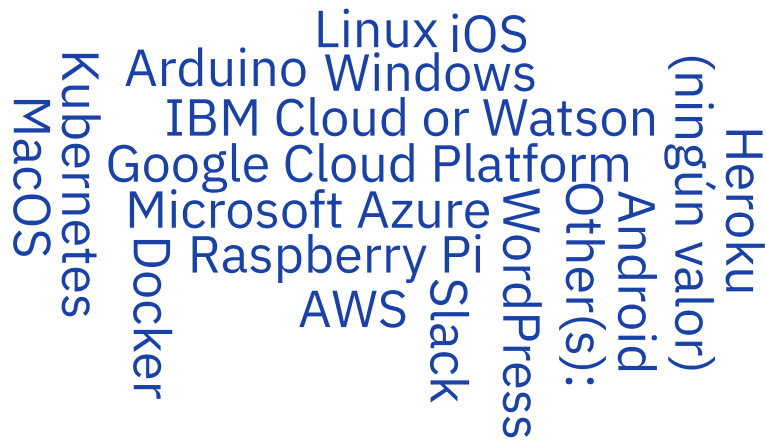 Linux
iOS
Arduino
Windows
IBM Cloud or Watson
Google Cloud Platform
Microsoft Azure
Raspberry Pi
AWS
MacOS
Kubernetes
Docker
Slack
WordPress
Other(s):
Android
(ningún valor)
Heroku